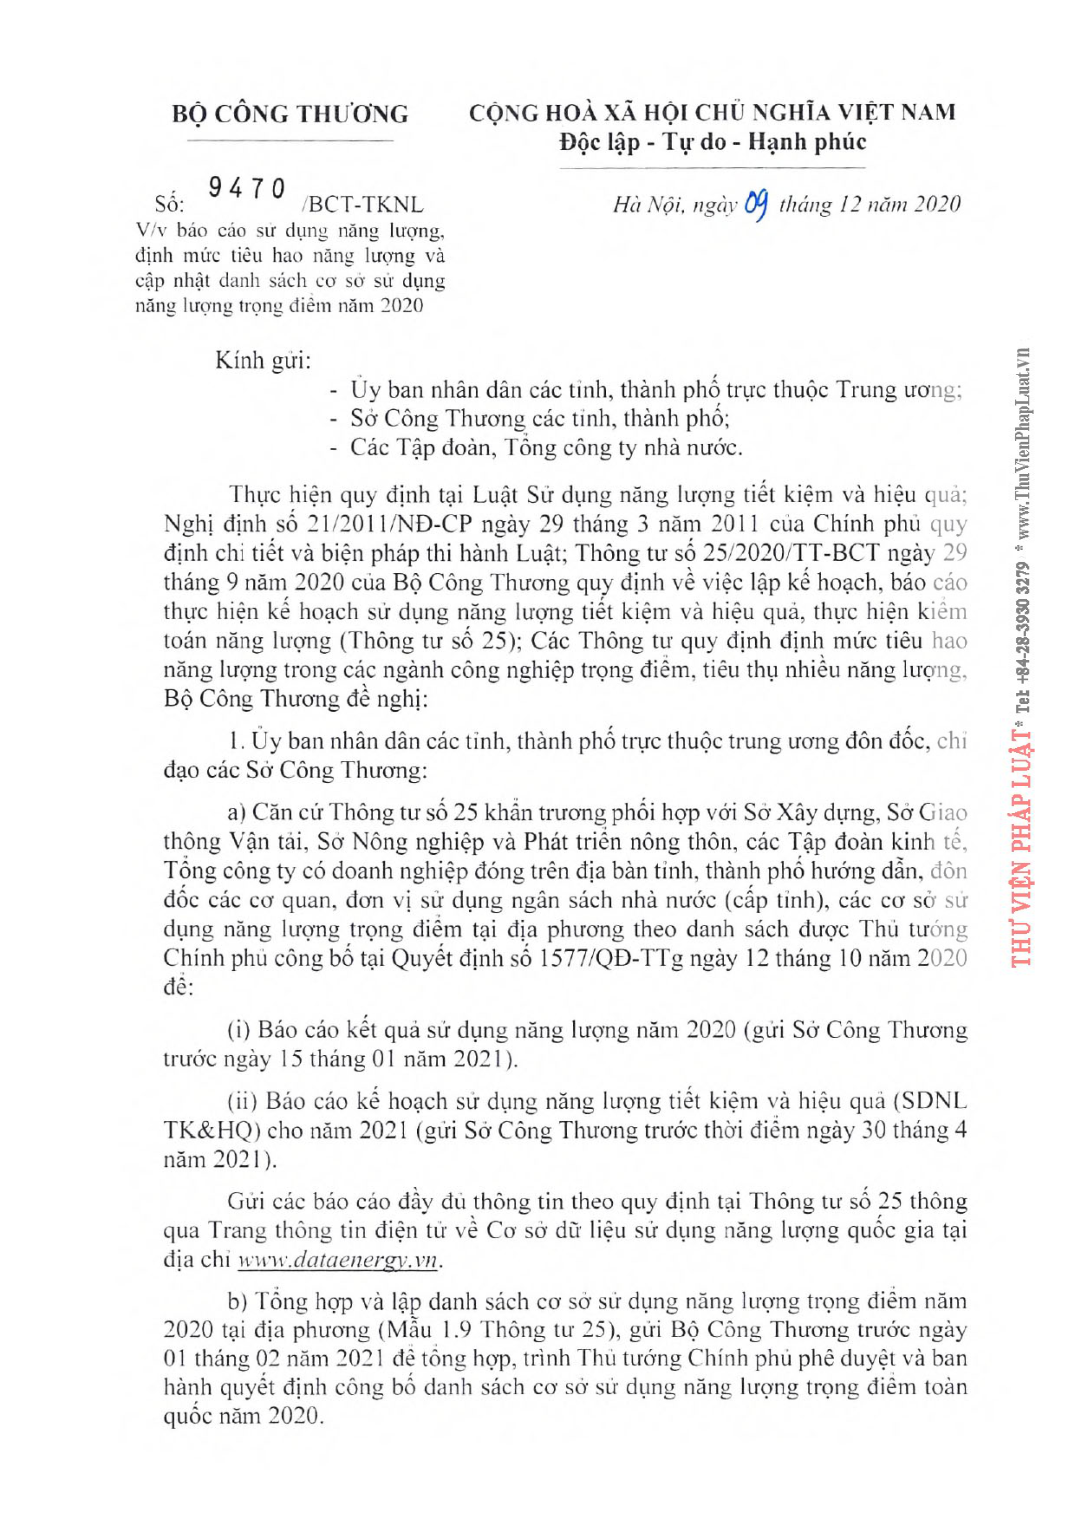 BỘ CÔNG THƯƠNG
CỘNG HOÀ XÃ HỘI CHỦ NGHĨA VIỆT NAM
Độc lập - Tự do - Hạnh phúc
Số: 9470 /BCT-TKNL
Hà Nội, ngày 09 tháng 12 năm 2020
V/v báo cáo sử dụng năng lượng,
định mức tiêu hao năng lượng và
cập nhật danh sách cơ sở sử dụng
năng lượng trọng điểm năm 2020
Kính gửi:
- Ủy ban nhân dân các tỉnh, thành phố trực thuộc Trung ương;
- Sở Công Thương các tỉnh, thành phố;
- Các Tập đoàn, Tổng công ty nhà nước.
Thực hiện quy định tại Luật Sử dụng năng lượng tiết kiệm và hiệu quả;
Nghị định số 21/2011/NĐ-CP ngày 29 tháng 3 năm 2011 của Chính phủ quy
định chi tiết và biện pháp thi hành Luật; Thông tư số 25/2020/TT-BCT ngày 29
tháng 9 năm 2020 của Bộ Công Thương quy định về việc lập kế hoạch, báo cáo
thực hiện kế hoạch sử dụng năng lượng tiết kiệm và hiệu quả, thực hiện kiểm
toán năng lượng (Thông tư số 25); Các Thông tư quy định định mức tiêu hao
năng lượng trong các ngành công nghiệp trọng điểm, tiêu thụ nhiều năng lượng,
Bộ Công Thương đề nghị:
1. Ủy ban nhân dân các tỉnh, thành phố trực thuộc trung ương đôn đốc, chỉ
đạo các Sở Công Thương:
a) Căn cứ Thông tư số 25 khẩn trương phối hợp với Sở Xây dựng, Sở Giao
thông Vận tải, Sở Nông nghiệp và Phát triển nông thôn, các Tập đoàn kinh tế,
Tổng công ty có doanh nghiệp đóng trên địa bàn tỉnh, thành phố hướng dẫn, đôn
đốc các cơ quan, đơn vị sử dụng ngân sách nhà nước (cấp tỉnh), các cơ sở sử
dụng năng lượng trọng điểm tại địa phương theo danh sách được Thủ tướng
Chính phủ công bố tại Quyết định số 1577/QĐ-TTg ngày 12 tháng 10 năm 2020
để:
(i) Báo cáo kết quả sử dụng năng lượng năm 2020 (gửi Sở Công Thương
trước ngày 15 tháng 01 năm 2021).
(ii) Báo cáo kế hoạch sử dụng năng lượng tiết kiệm và hiệu quả (SDNL
TK&HQ) cho năm 2021 (gửi Sở Công Thương trước thời điểm ngày 30 tháng 4
năm 2021).
Gửi các báo cáo đầy đủ thông tin theo quy định tại Thông tư số 25 thông
qua Trang thông tin điện tử về Cơ sở dữ liệu sử dụng năng lượng quốc gia tại
địa chỉ www.dataenergy.vn.
b) Tổng hợp và lập danh sách cơ sở sử dụng năng lượng trọng điểm năm
2020 tại địa phương (Mẫu 1.9 Thông tư 25), gửi Bộ Công Thương trước ngày
01 tháng 02 năm 2021 để tổng hợp, trình Thủ tướng Chính phủ phê duyệt và ban
hành quyết định công bố danh sách cơ sở sử dụng năng lượng trọng điểm toàn
quốc năm 2020.
THƯ VIỆN PHÁP LUẬT * Tel: +84-28-3930 3279 * www.ThuVienPhapLuat.vn